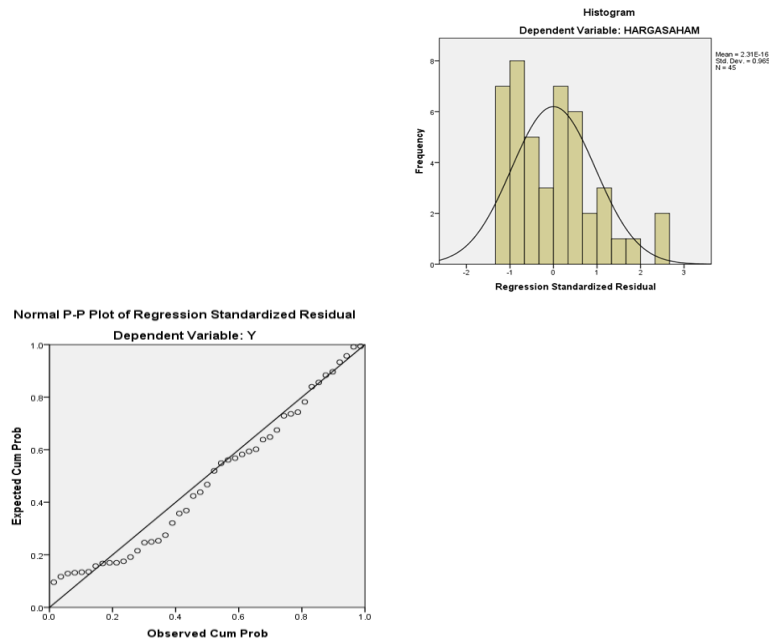 Histogram
Dependent Variable: HARGASAHAM
Mean = 2.31E-16
Std. Dev. = 0.965
N = 45
8
6
4
2
0
Frequency
-2 -1 0 1 2 3
Regression Standardized Residual
Normal P-P Plot of Regression Standardized Residual
Dependent Variable: Y
1.0
0.8
0.6
0.4
0.2
0.0
Expected Cum Prob
0.0 0.2 0.4 0.6 0.8 1.0
Observed Cum Prob